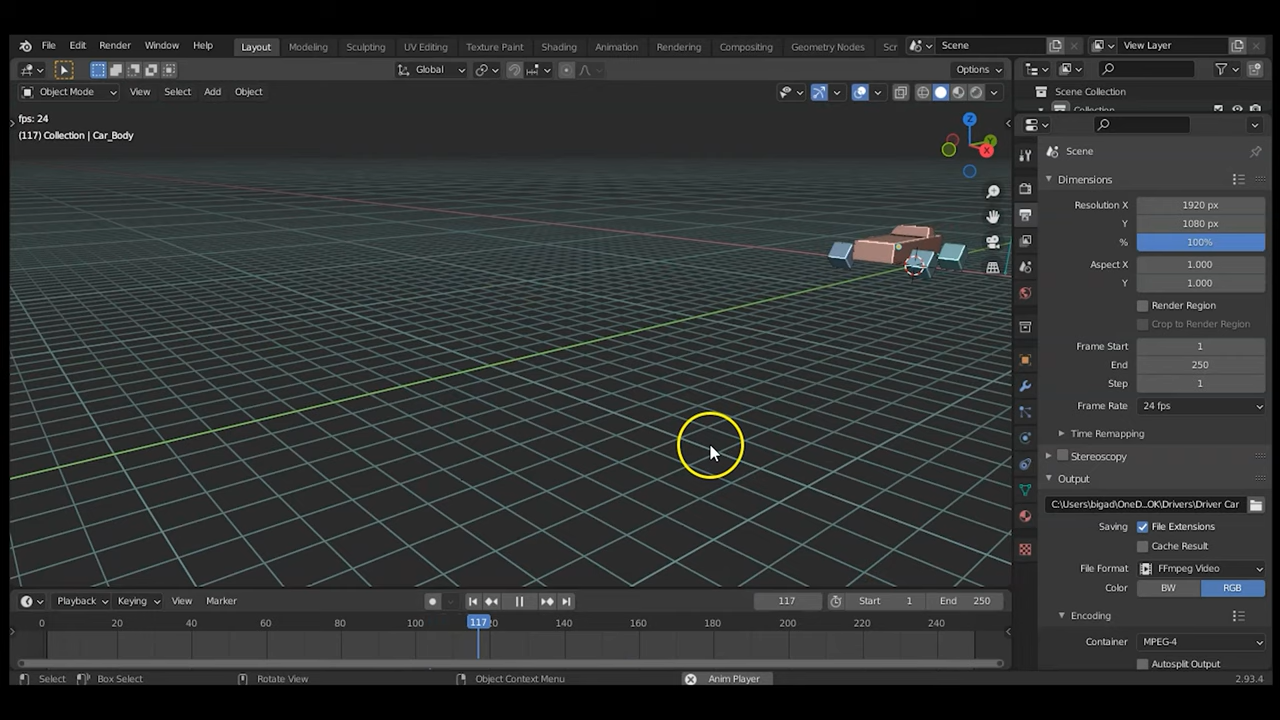 File Edit Render Window Help Layout Modeling Sculpting UV Editing Texture Paint Shading Animation Rendering Compositing Geometry Nodes Scr Scene View Layer
Global Options
Object Mode View Select Add Object
Scene Collection
Collection
fps: 24
(117) Collection | Car_Body
Z
Y
X
Scene
Dimensions
Resolution X 1920 px
Y 1080 px
% 100%
Aspect X 1.000
Y 1.000
Render Region
Crop to Render Region
Frame Start 1
End 250
Step 1
Frame Rate 24 fps
Time Remapping
Stereoscopy
Output
C:\Users\bigad\OneD...OK\Drivers\Driver Car
Saving File Extensions
Cache Result
File Format FFmpeg Video
Color BW RGB
Encoding
Container MPEG-4
Autosplit Output
Playback Keying View Marker 117 Start 1 End 250
0 20 40 60 80 100 117 20 140 160 180 200 220 240
Select Box Select Rotate View Object Context Menu Anim Player 2.93.4